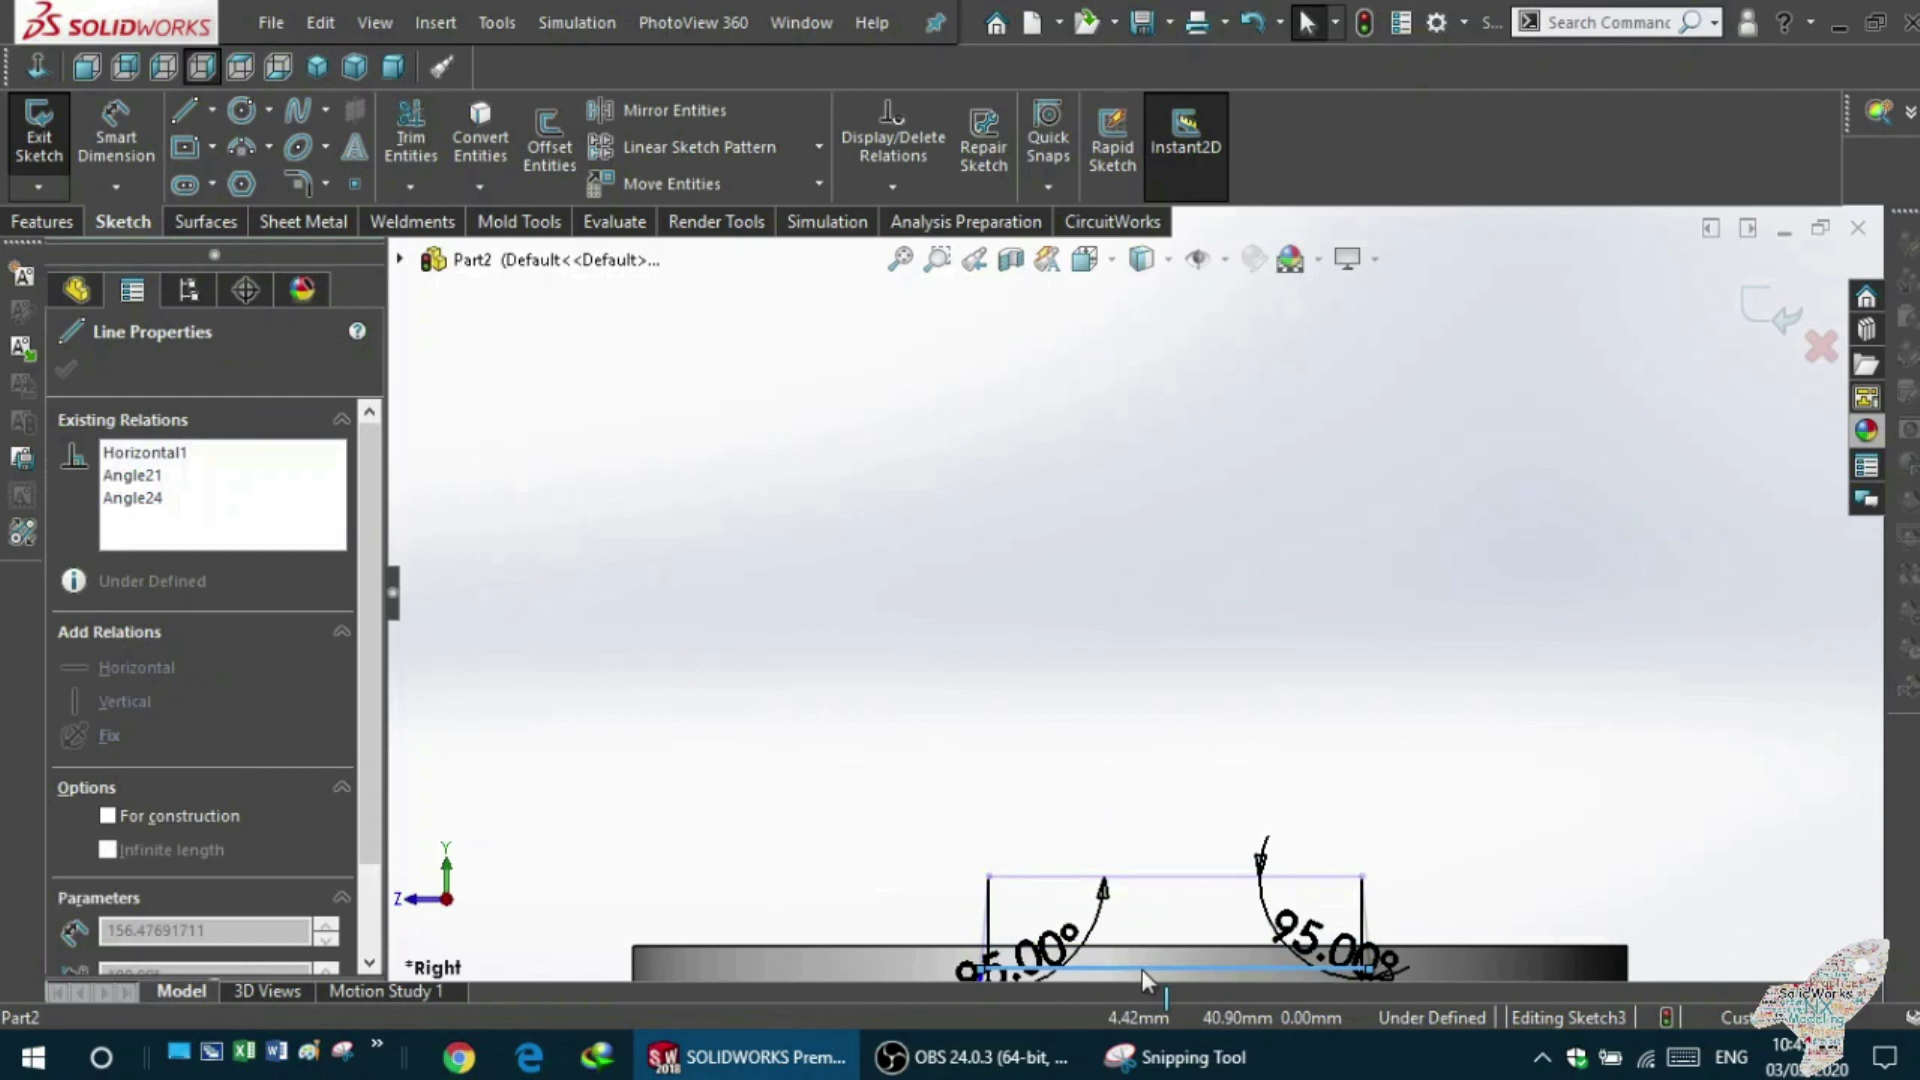 SOLIDWORKS
File Edit View Insert Tools Simulation PhotoView 360 Window Help
S...
Search Commanc
Exit Sketch
Smart Dimension
Trim Entities
Convert Entities
Offset Entities
Mirror Entities
Linear Sketch Pattern
Move Entities
Display/Delete Relations
Repair Sketch
Quick Snaps
Rapid Sketch
Instant2D
Features Sketch Surfaces Sheet Metal Weldments Mold Tools Evaluate Render Tools Simulation Analysis Preparation CircuitWorks
Part2 (Default<<Default>...
Line Properties
Existing Relations
Horizontal1
Angle21
Angle24
Under Defined
Add Relations
Horizontal
Vertical
Fix
Options
For construction
Infinite length
Parameters
156.47691711
Y
Z
*Right
95.00°
95.00°
Model 3D Views Motion Study 1
Part2
4.42mm 40.90mm 0.00mm Under Defined Editing Sketch3
SolidWorks
NX
Modeling
SOLIDWORKS Prem...
OBS 24.0.3 (64-bit, ...
Snipping Tool
ENG